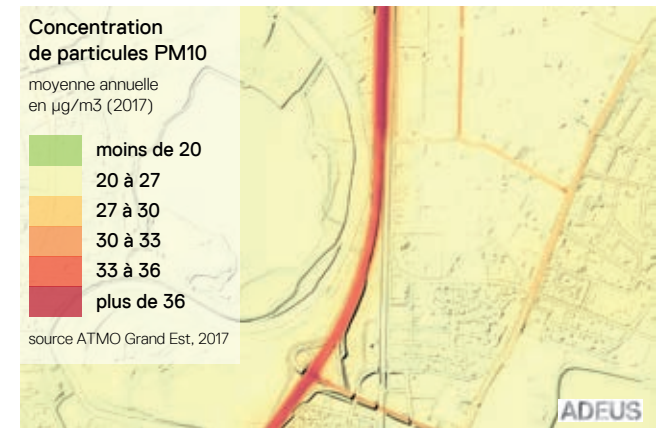 Concentration
de particules PM10
moyenne annuelle
en µg/m3 (2017)
moins de 20
20 à 27
27 à 30
30 à 33
33 à 36
plus de 36
source ATMO Grand Est, 2017
ADEUS